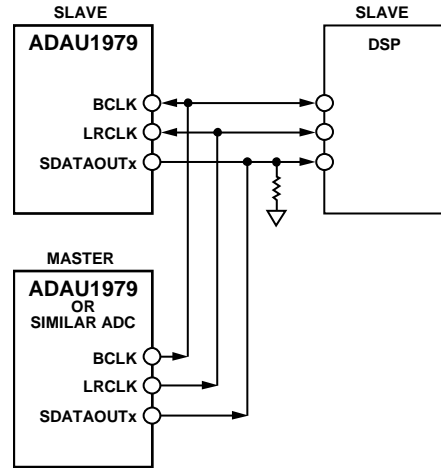 SLAVE
ADAU1979
BCLK
LRCLK
SDATAOUTx
SLAVE
DSP
MASTER
ADAU1979
OR
SIMILAR ADC
BCLK
LRCLK
SDATAOUTx